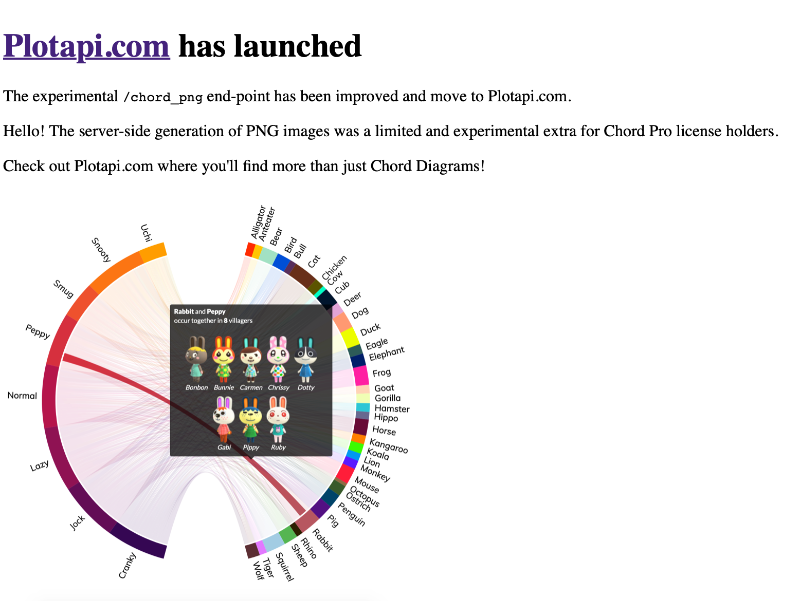 Plotapi.com has launched
The experimental /chord_png end-point has been improved and move to Plotapi.com.
Hello! The server-side generation of PNG images was a limited and experimental extra for Chord Pro license holders.
Check out Plotapi.com where you'll find more than just Chord Diagrams!
Uchi
Snooty
Smug
Peppy
Normal
Lazy
Jock
Cranky
Alligator
Anteater
Bear
Bird
Bull
Cat
Chicken
Cow
Cub
Deer
Dog
Duck
Eagle
Elephant
Frog
Goat
Gorilla
Hamster
Hippo
Horse
Kangaroo
Koala
Lion
Monkey
Mouse
Octopus
Ostrich
Penguin
Pig
Rabbit
Rhino
Sheep
Squirrel
Tiger
Wolf
Rabbit and Peppy
occur together in 8 villagers
Bonbon Bunnie Carmen Chrissy Dotty
Gabi Pippy Ruby